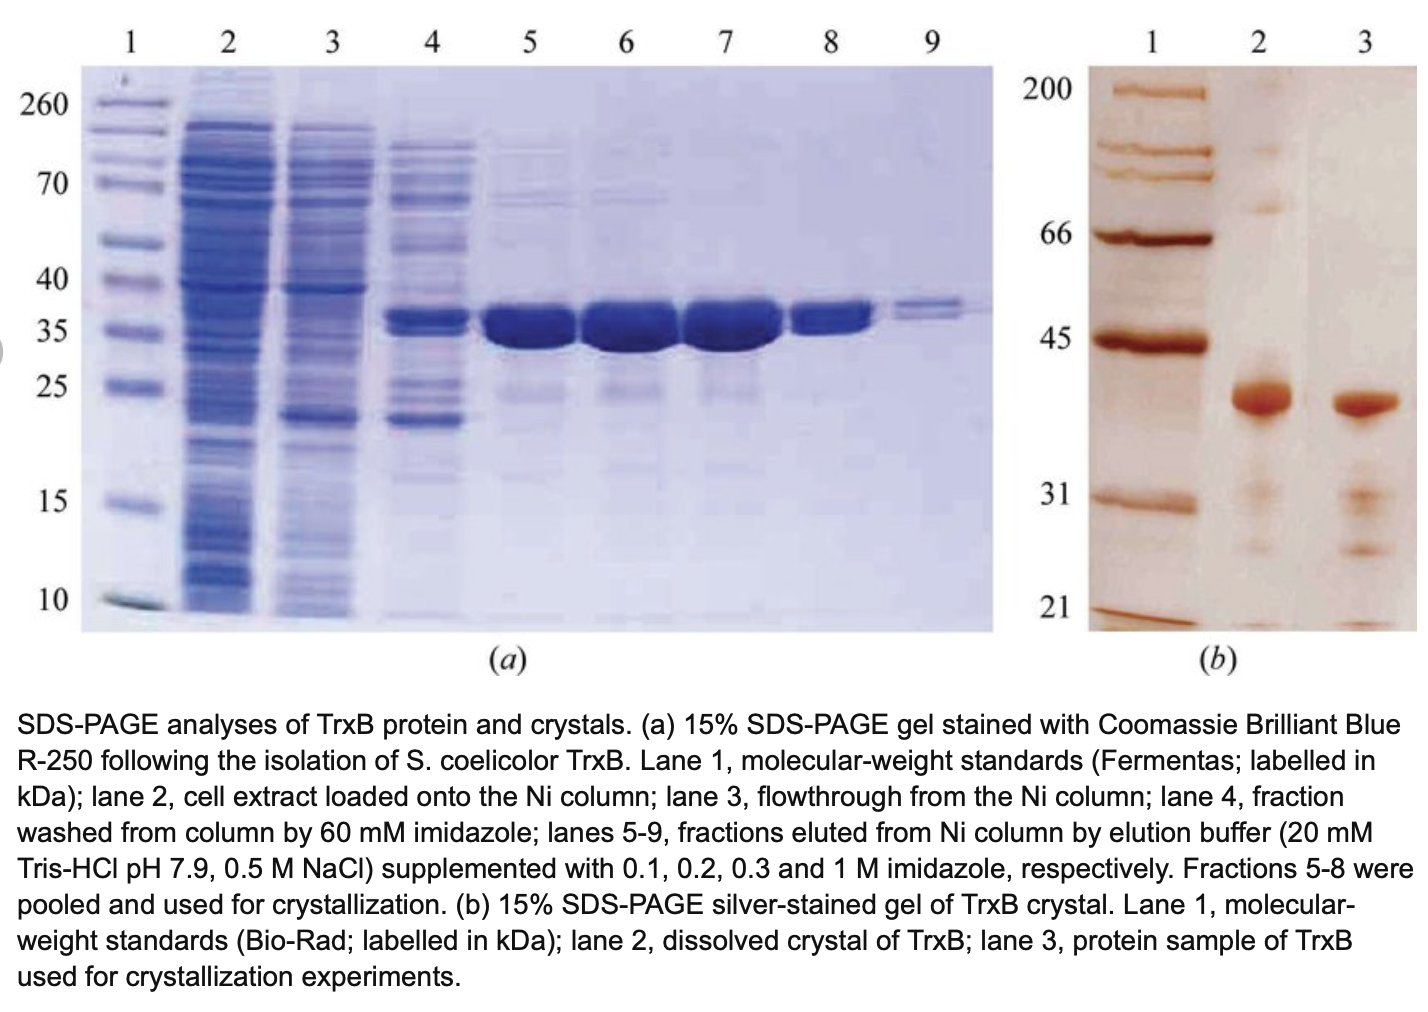 1 2 3 4 5 6 7 8 9 1 2 3
260
70
40
35
25
15
10
200
66
45
31
21
(a) (b)
SDS-PAGE analyses of TrxB protein and crystals. (a) 15% SDS-PAGE gel stained with Coomassie Brilliant Blue
R-250 following the isolation of S. coelicolor TrxB. Lane 1, molecular-weight standards (Fermentas; labelled in
kDa); lane 2, cell extract loaded onto the Ni column; lane 3, flowthrough from the Ni column; lane 4, fraction
washed from column by 60 mM imidazole; lanes 5-9, fractions eluted from Ni column by elution buffer (20 mM
Tris-HCl pH 7.9, 0.5 M NaCl) supplemented with 0.1, 0.2, 0.3 and 1 M imidazole, respectively. Fractions 5-8 were
pooled and used for crystallization. (b) 15% SDS-PAGE silver-stained gel of TrxB crystal. Lane 1, molecular-
weight standards (Bio-Rad; labelled in kDa); lane 2, dissolved crystal of TrxB; lane 3, protein sample of TrxB
used for crystallization experiments.